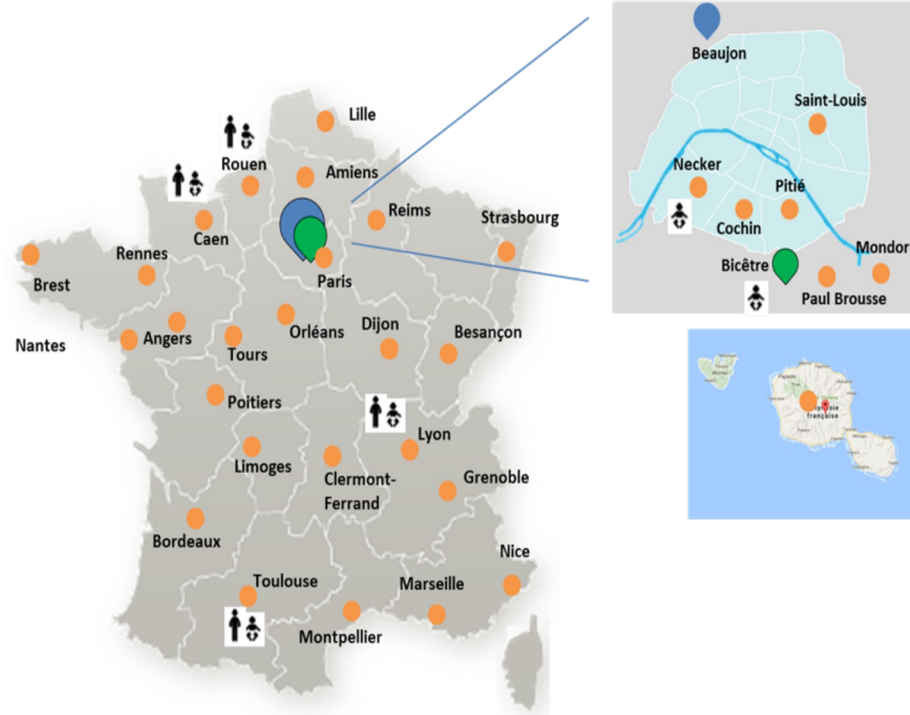 Lille
Rouen
Amiens
Reims
Strasbourg
Caen
Rennes
Paris
Brest
Nantes
Angers
Tours
Orléans
Dijon
Besançon
Poitiers
Lyon
Limoges
Clermont-
Ferrand
Grenoble
Bordeaux
Nice
Toulouse
Marseille
Montpellier
Beaujon
Saint-Louis
Necker
Pitié
Cochin
Mondor
Bicêtre
Paul Brousse
française